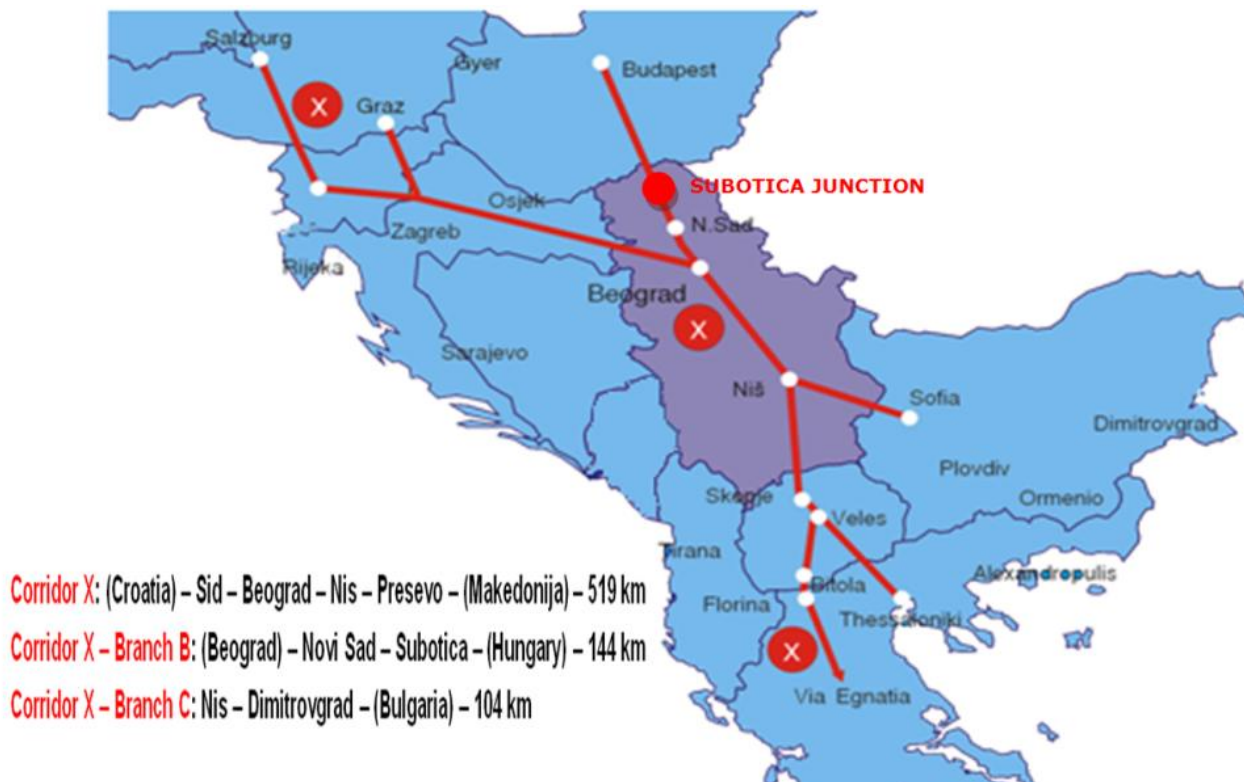 Salzburg
Gyer
Budapest
X
Graz
SUBOTICA JUNCTION
Osjek
N.Sad
Zagreb
Rijeka
Beograd
X
Sarajevo
Niš
Sofia
Dimitrovgrad
Plovdiv
Skopje
Ormenio
Veles
Tirana
Alexandropulis
Bitola
Florina
Thessaloniki
X
Via Egnatia
Corridor X: (Croatia) – Sid – Beograd – Nis – Presevo – (Makedonija) – 519 km
Corridor X – Branch B: (Beograd) – Novi Sad – Subotica – (Hungary) – 144 km
Corridor X – Branch C: Nis – Dimitrovgrad – (Bulgaria) – 104 km